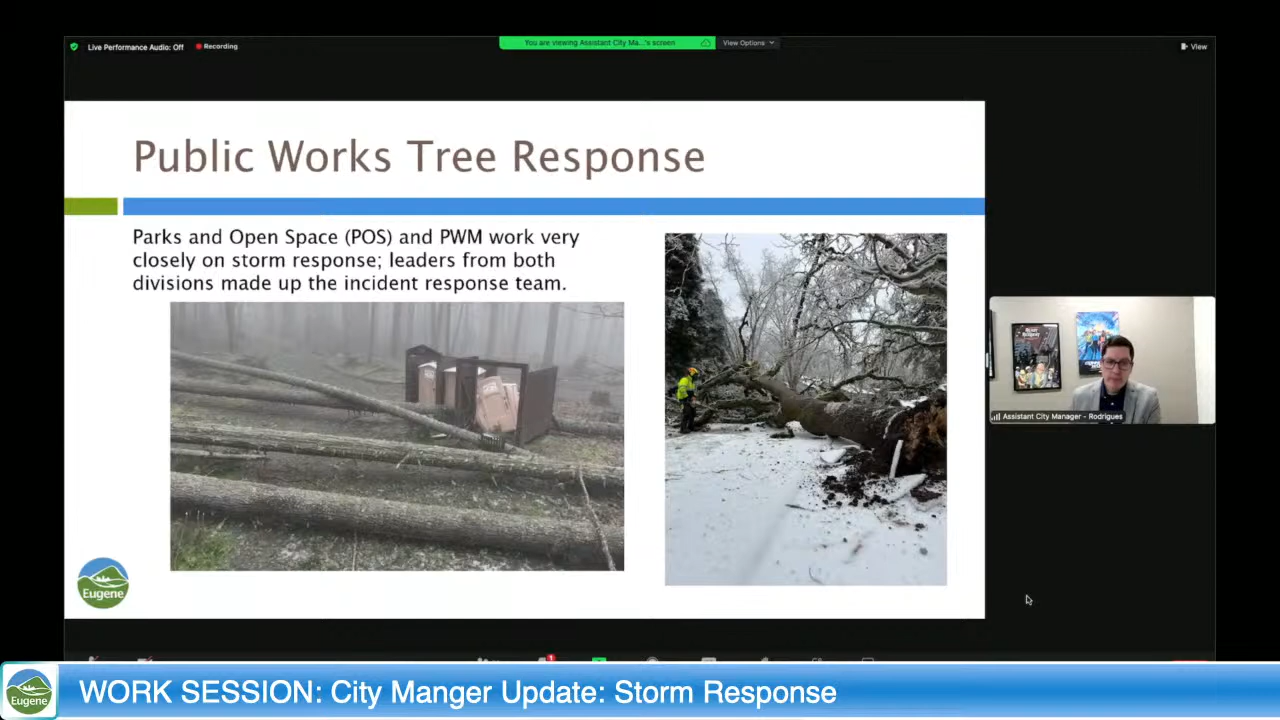 Live Performance Audio: Off
Recording
You are viewing Assistant City Ma...'s screen
View Options
View
Public Works Tree Response
Parks and Open Space (POS) and PWM work very
closely on storm response; leaders from both
divisions made up the incident response team.
Assistant City Manager - Rodrigues
Eugene
1
Eugene
WORK SESSION: City Manger Update: Storm Response